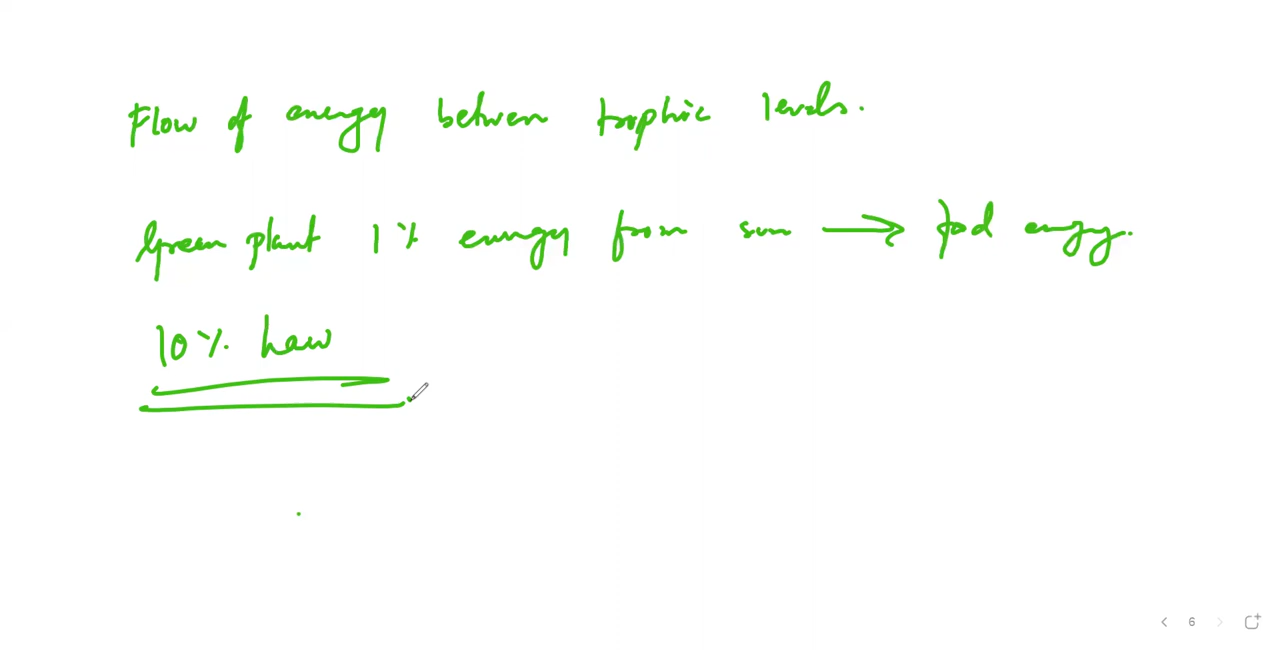 Flow of energy between trophic levels.
Green plant 1% energy from sun → food energy.
10% Law
6